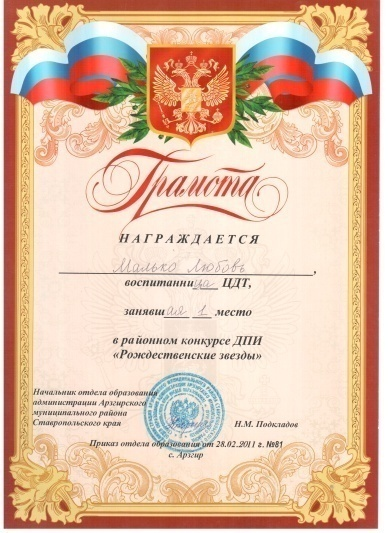 Грамота
НАГРАЖДАЕТСЯ
Малько Любовь,
воспитанница ЦДТ,
занявшая 1 место
в районном конкурсе ДПИ
«Рождественские звезды»
Начальник отдела образования
администрации Арзгирского
муниципального района
Ставропольского края Н.М. Подкладов
Приказ отдела образования от 28.02.2011 г. №81
с. Арзгир